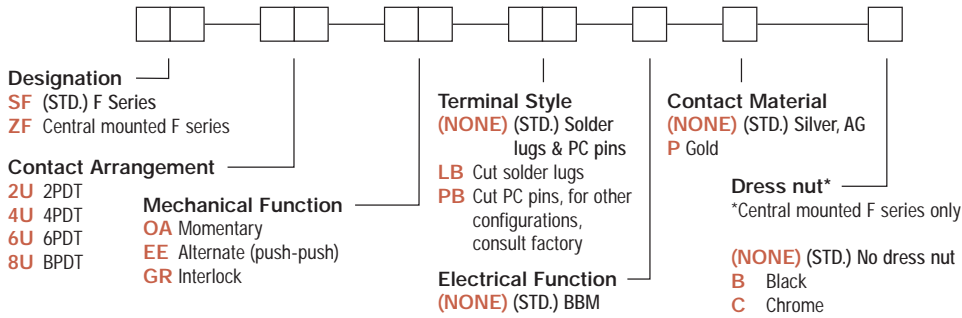 Designation
SF (STD.) F Series
ZF Central mounted F series
Contact Arrangement
2U 2PDT
4U 4PDT
6U 6PDT
8U BPDT
Mechanical Function
OA Momentary
EE Alternate (push-push)
GR Interlock
Terminal Style
(NONE) (STD.) Solder
lugs & PC pins
LB Cut solder lugs
PB Cut PC pins, for other
configurations,
consult factory
Electrical Function
(NONE) (STD.) BBM
Contact Material
(NONE) (STD.) Silver, AG
P Gold
Dress nut*
*Central mounted F series only
(NONE) (STD.) No dress nut
B Black
C Chrome